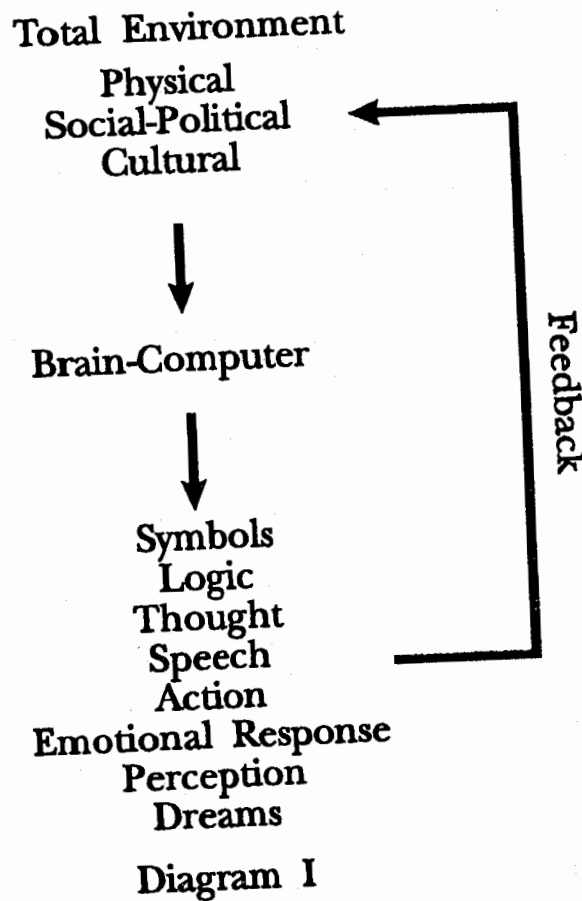 Total Environment
Physical
Social-Political
Cultural
Brain-Computer
Feedback
Symbols
Logic
Thought
Speech
Action
Emotional Response
Perception
Dreams
Diagram I